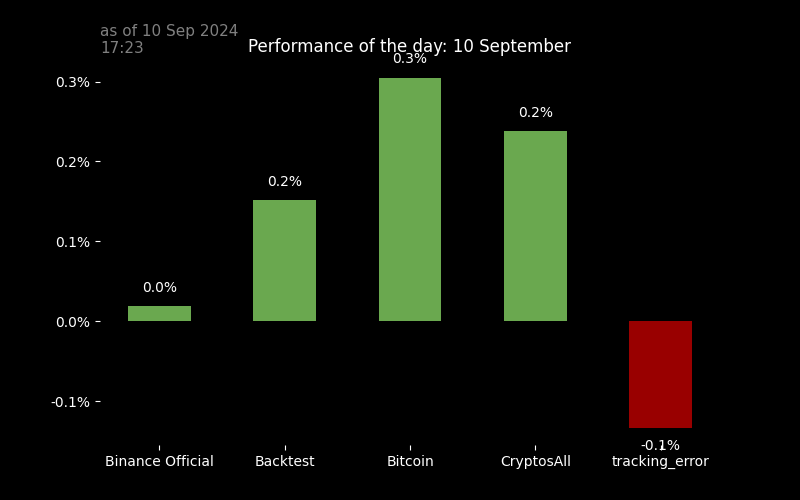 as of 10 Sep 2024
17:23
Performance of the day: 10 September
0.3%
0.2%
0.1%
0.0%
-0.1%
0.0%
0.2%
0.3%
0.2%
-0.1%
Binance Official
Backtest
Bitcoin
CryptosAll
tracking_error